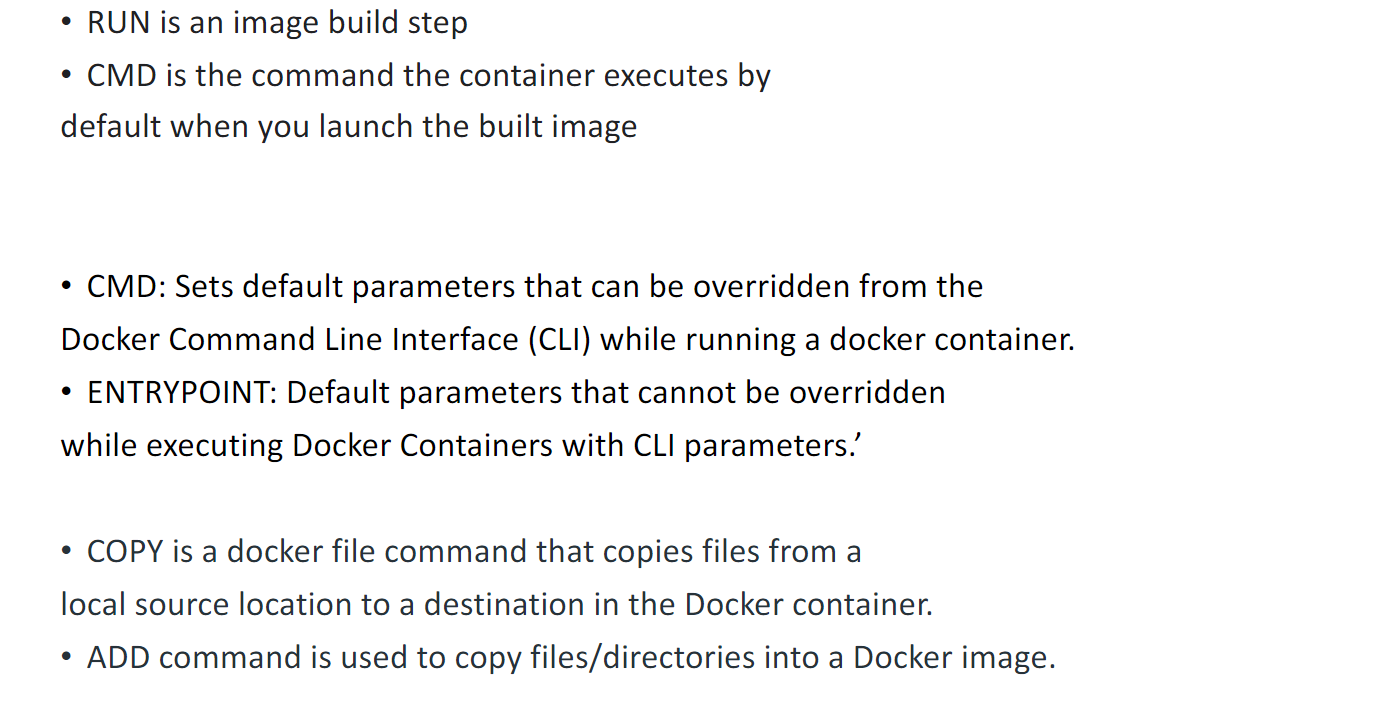 • RUN is an image build step
• CMD is the command the container executes by
default when you launch the built image
• CMD: Sets default parameters that can be overridden from the
Docker Command Line Interface (CLI) while running a docker container.
• ENTRYPOINT: Default parameters that cannot be overridden
while executing Docker Containers with CLI parameters.’
• COPY is a docker file command that copies files from a
local source location to a destination in the Docker container.
• ADD command is used to copy files/directories into a Docker image.